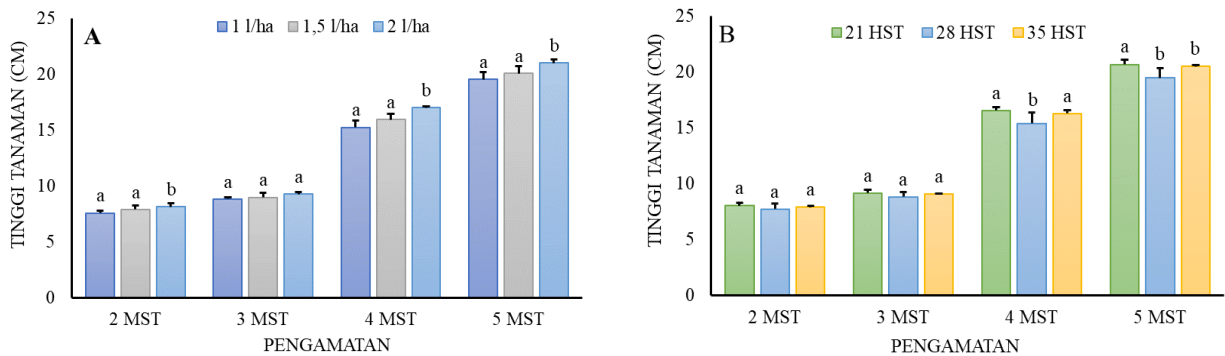 A
1 l/ha 1,5 l/ha 2 l/ha
TINGGI TANAMAN (CM)
25
20
15
10
5
0
a a b
a a a
a a b
a a b
2 MST 3 MST 4 MST 5 MST
PENGAMATAN
B
21 HST 28 HST 35 HST
TINGGI TANAMAN (CM)
25
20
15
10
5
0
a a a
a a a
a b a
a b b
2 MST 3 MST 4 MST 5 MST
PENGAMATAN